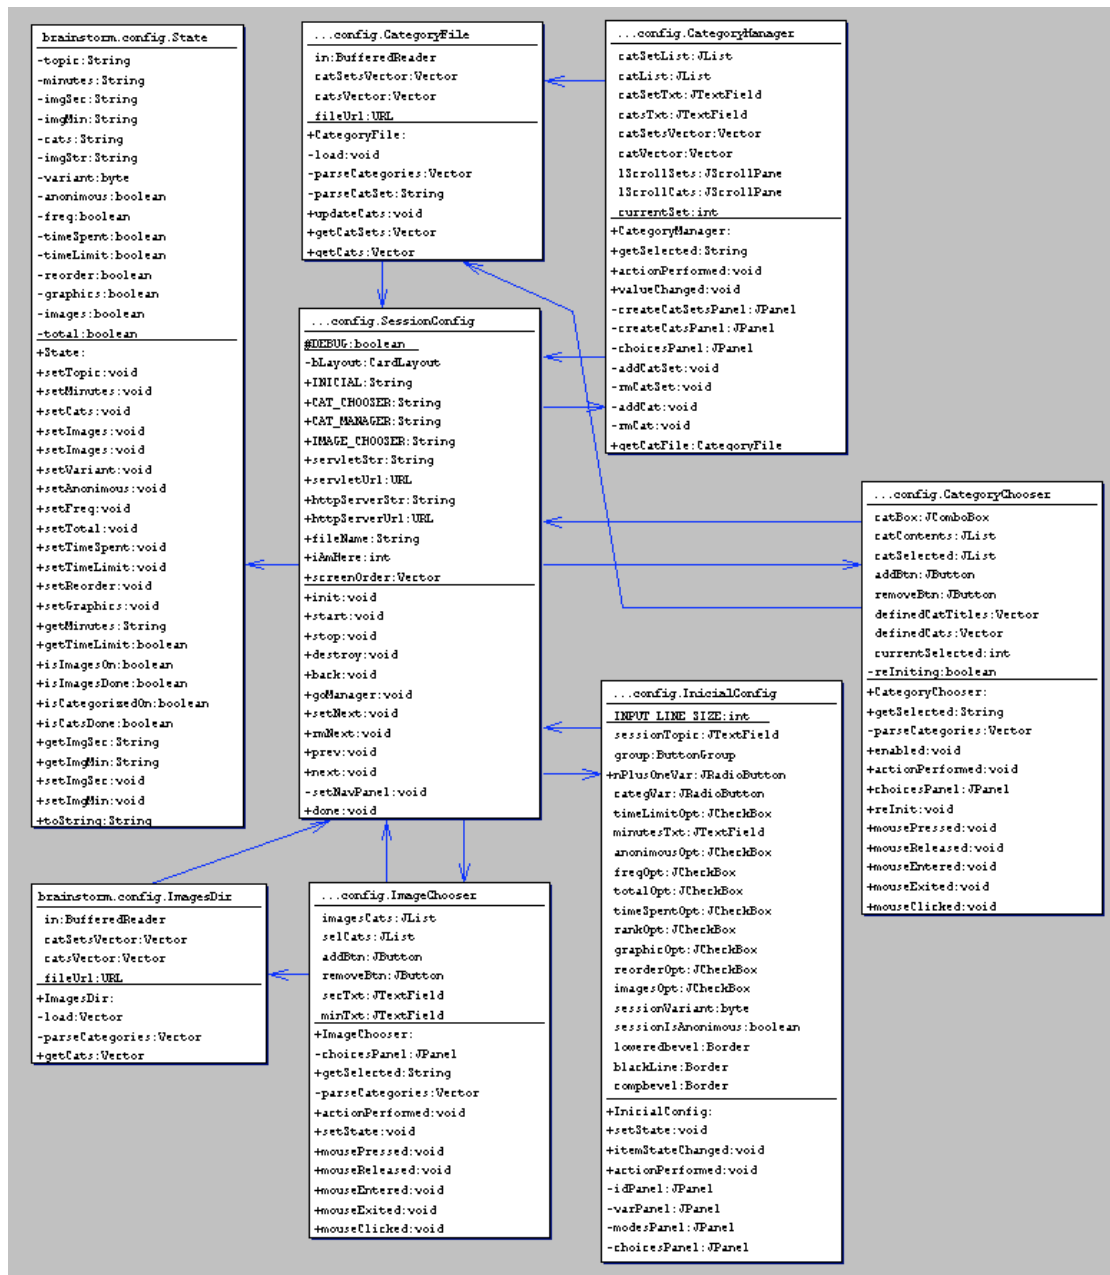 brainstorm.config.State
-topic:String
-minutes:String
-imgSec:String
-imgMin:String
-cats:String
-imgStr:String
-variant:byte
-anonimous:boolean
-freq:boolean
-timeSpent:boolean
-timeLimit:boolean
-reorder:boolean
-graphics:boolean
-images:boolean
-total:boolean
+State:
+setTopic:void
+setMinutes:void
+setCats:void
+setImages:void
+setImages:void
+setVariant:void
+setAnonimous:void
+setFreq:void
+setTotal:void
+setTimeSpent:void
+setTimeLimit:void
+setReorder:void
+setGraphics:void
+getMinutes:String
+getTimeLimit:boolean
+isImagesOn:boolean
+isImagesDone:boolean
+isCategorizedOn:boolean
+isCatsDone:boolean
+getImgSec:String
+getImgMin:String
+setImgSec:void
+setImgMin:void
+toString:String
...config.CategoryFile
in:BufferedReader
catSetsVector:Vector
catsVector:Vector
fileUrl:URL
+CategoryFile:
-load:void
-parseCategories:Vector
-parseCatSet:String
+updateCats:void
+getCatSets:Vector
+getCats:Vector
...config.CategoryManager
catSetList:JList
catList:JList
catSetTxt:JTextField
catsTxt:JTextField
catSetsVector:Vector
catVector:Vector
lScrollSets:JScrollPane
lScrollCats:JScrollPane
currentSet:int
+CategoryManager:
+getSelected:String
+actionPerformed:void
+valueChanged:void
-createCatSetsPanel:JPanel
-createCatsPanel:JPanel
-choicesPanel:JPanel
-addCatSet:void
-rmCatSet:void
-addCat:void
-rmCat:void
+getCatFile:CategoryFile
...config.SessionConfig
#DEBUG:boolean
-bLayout:CardLayout
+INICIAL:String
+CAT_CHOOSER:String
+CAT_MANAGER:String
+IMAGE_CHOOSER:String
+servletStr:String
+servletUrl:URL
+httpServerStr:String
+httpServerUrl:URL
+fileName:String
+iAmHere:int
+screenOrder:Vector
+init:void
+start:void
+stop:void
+destroy:void
+back:void
+goManager:void
+setNext:void
+rmNext:void
+prev:void
+next:void
-setNavPanel:void
+done:void
...config.CategoryChooser
catBox:JComboBox
catContents:JList
catSelected:JList
addBtn:JButton
removeBtn:JButton
definedCatTitles:Vector
definedCats:Vector
currentSelected:int
-reIniting:boolean
+CategoryChooser:
+getSelected:String
-parseCategories:Vector
+enabled:void
+actionPerformed:void
+choicesPanel:JPanel
+reInit:void
+mousePressed:void
+mouseReleased:void
+mouseEntered:void
+mouseExited:void
+mouseClicked:void
...config.InicialConfig
INPUT_LINE_SIZE:int
sessionTopic:JTextField
group:ButtonGroup
+nPlusOneVar:JRadioButton
categVar:JRadioButton
timeLimitOpt:JCheckBox
minutesTxt:JTextField
anonimousOpt:JCheckBox
freqOpt:JCheckBox
totalOpt:JCheckBox
timeSpentOpt:JCheckBox
rankOpt:JCheckBox
graphicOpt:JCheckBox
reorderOpt:JCheckBox
imagesOpt:JCheckBox
sessionVariant:byte
sessionIsAnonimous:boolean
loweredbevel:Border
blackLine:Border
compbevel:Border
+InicialConfig:
+setState:void
+itemStateChanged:void
+actionPerformed:void
-idPanel:JPanel
-varPanel:JPanel
-modesPanel:JPanel
-choicesPanel:JPanel
brainstorm.config.ImagesDir
in:BufferedReader
catSetsVector:Vector
catsVector:Vector
fileUrl:URL
+ImagesDir:
-load:Vector
-parseCategories:Vector
+getCats:Vector
...config.ImageChooser
imagesCats:JList
selCats:JList
addBtn:JButton
removeBtn:JButton
secTxt:JTextField
minTxt:JTextField
+ImageChooser:
-choicesPanel:JPanel
+getSelected:String
-parseCategories:Vector
+actionPerformed:void
+setState:void
+mousePressed:void
+mouseReleased:void
+mouseEntered:void
+mouseExited:void
+mouseClicked:void